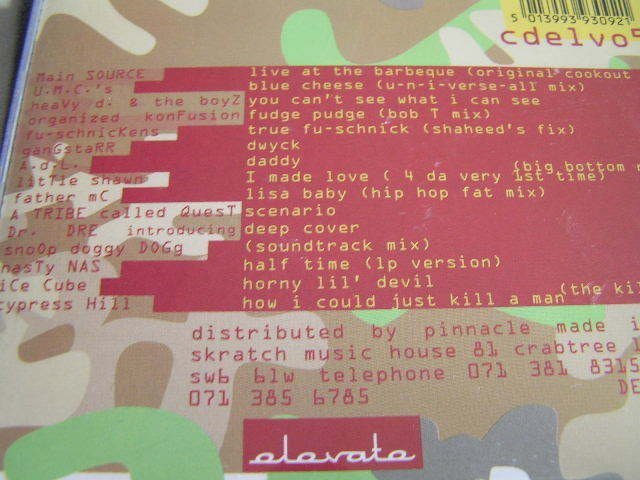 5013993930921
cdelvo5
Main SOURCE live at the barbeque (original cookout
U.M.C.'s blue cheese (u-n-i-verse-all mix)
heaVy d. & the boyZ you can't see what i can see
organized konFusion fudge pudge (bob T mix)
fu-schnicKens true fu-schnick (shaheed's fix)
ganGstaRR dwyck
A.d.L. daddy (big bottom m
litTle shawn I made love ( 4 da very 1st time)
father mC lisa baby (hip hop fat mix)
A TRIBE called QuesT scenario
Dr. DRE introducing deep cover
snoOp doggy DOGg (soundtrack mix)
nasTy NAS half time (lp version)
iCe Cube horny lil' devil (the kil
cypress Hill how i could just kill a man
distributed by pinnacle made i
skratch music house 81 crabtree l
sw6 6lw telephone 071 381 8315
071 385 6785 DE
elevate